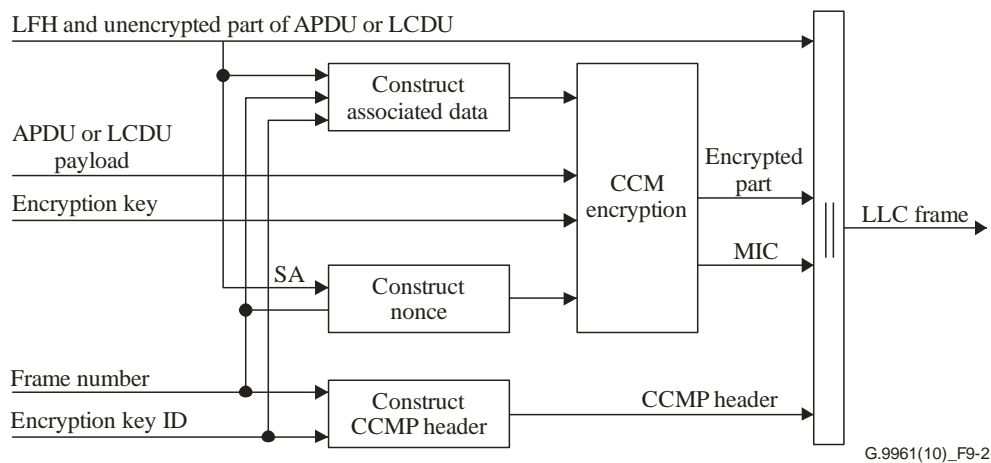 LFH and unencrypted part of APDU or LCDU
Construct
associated data
APDU or LCDU
payload
Encryption key
CCM
encryption
Encrypted
part
MIC
||
LLC frame
SA
Construct
nonce
Frame number
Encryption key ID
Construct
CCMP header
CCMP header
G.9961(10)_F9-2